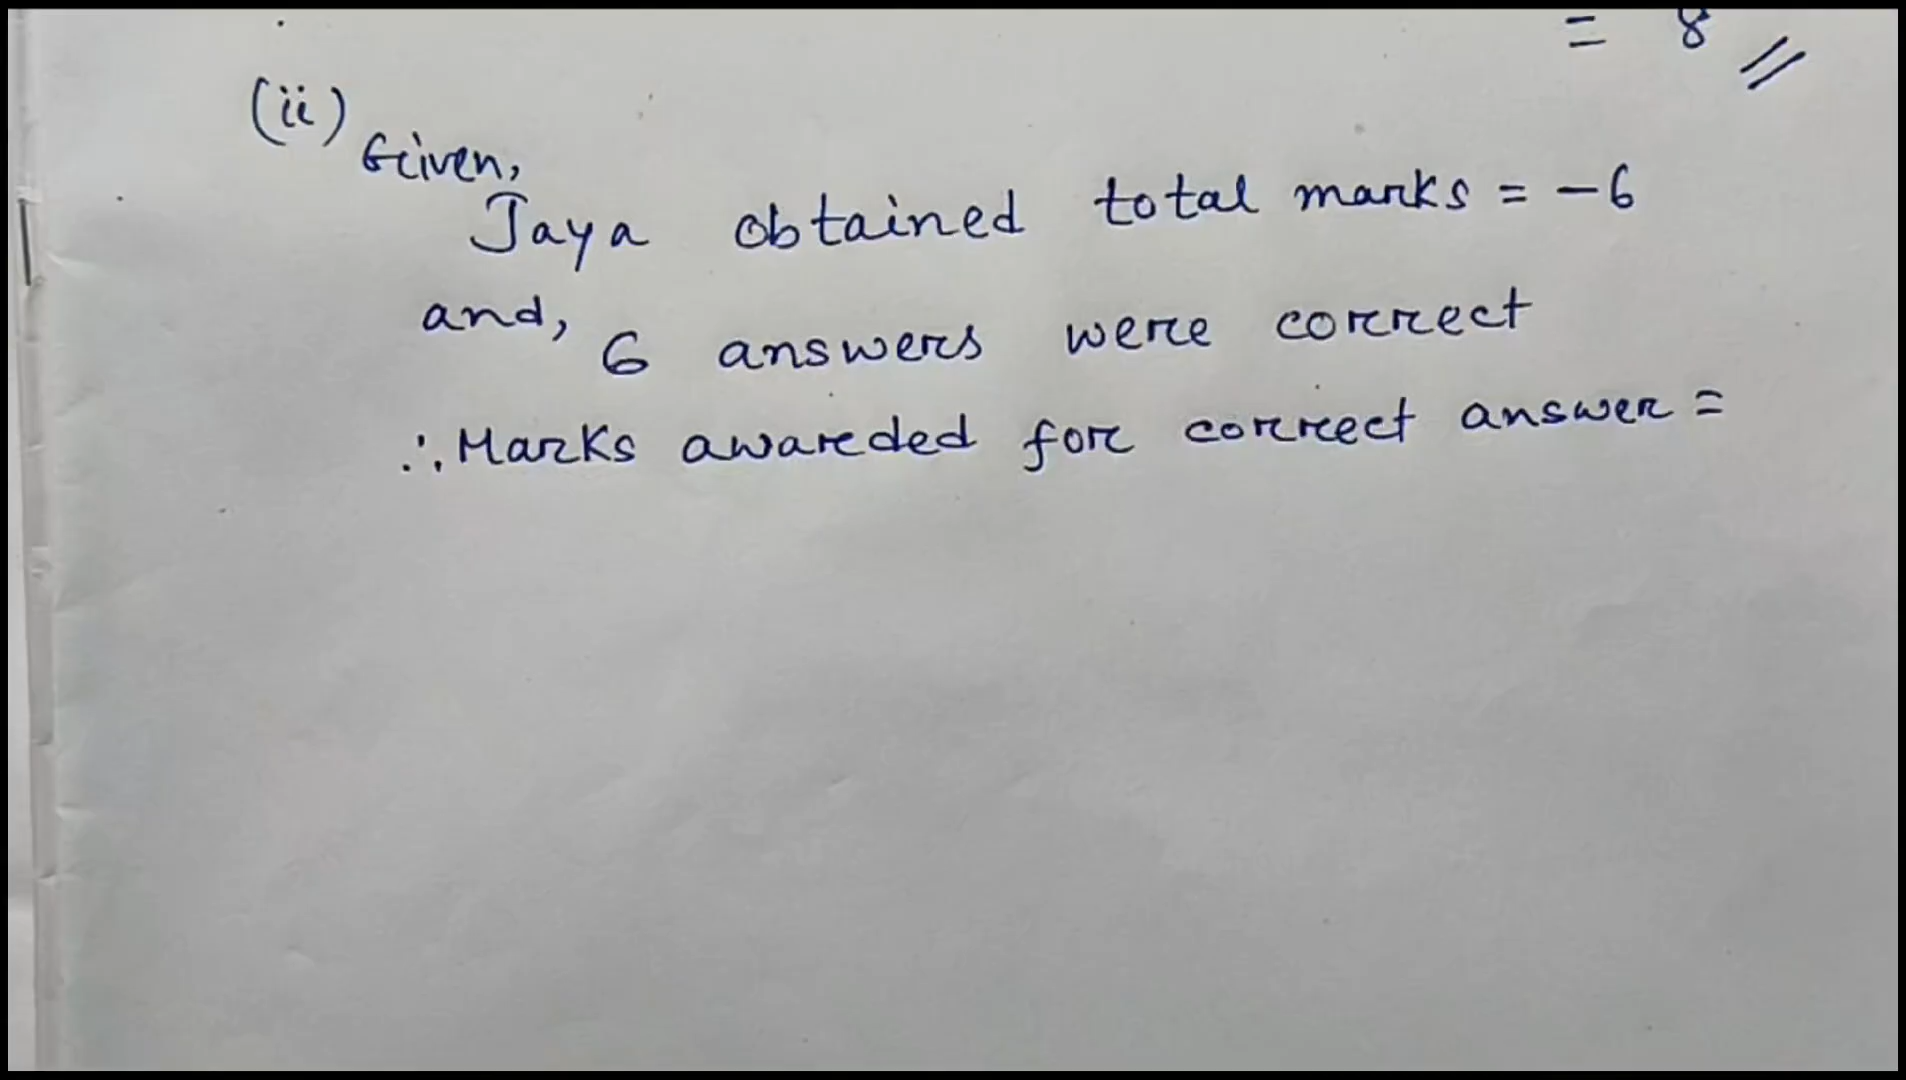 = 8 //
(ii) Given,
Jaya obtained total marks = -6
and, 6 answers were correct
∴ Marks awarded for correct answer =